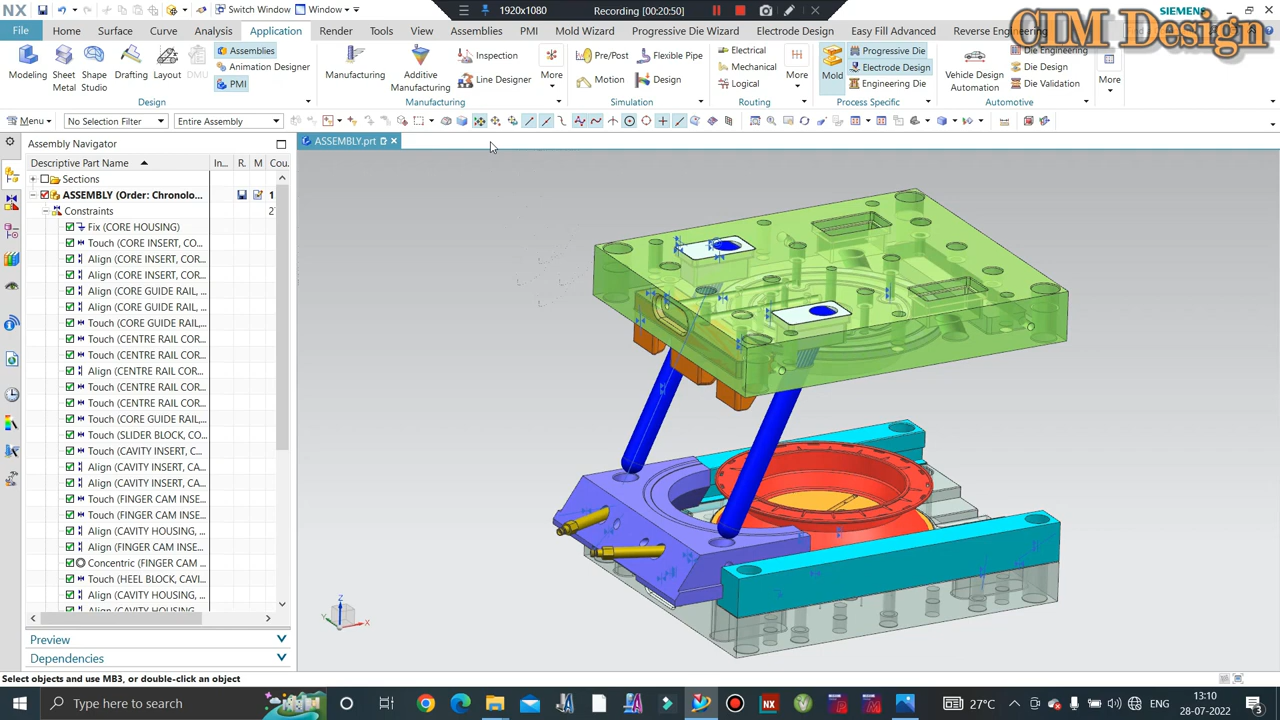 NX
Switch Window
Window
1920x1080
Recording [00:20:50]
SIEMENS
CIM Design
File
Home
Surface
Curve
Analysis
Application
Render
Tools
View
Assemblies
PMI
Mold Wizard
Progressive Die Wizard
Electrode Design
Easy Fill Advanced
Reverse Engineering
Modeling
Sheet Metal
Shape Studio
Drafting
Layout
DMU
Assemblies
Animation Designer
PMI
Design
Manufacturing
Additive Manufacturing
Inspection
Line Designer
More
Manufacturing
Pre/Post
Motion
Flexible Pipe
Design
Simulation
Electrical
Mechanical
Logical
More
Routing
Mold
Progressive Die
Electrode Design
Engineering Die
Process Specific
Vehicle Design Automation
Die Engineering
Die Design
Die Validation
Automotive
More
Menu
No Selection Filter
Entire Assembly
Assembly Navigator
ASSEMBLY.prt
Descriptive Part Name
In...
R.
M
Cou.
Sections
ASSEMBLY (Order: Chronolo...
1
Constraints
2
Fix (CORE HOUSING)
Touch (CORE INSERT, CO...
Align (CORE INSERT, COR...
Align (CORE INSERT, COR...
Align (CORE GUIDE RAIL, ...
Align (CORE GUIDE RAIL, ...
Touch (CORE GUIDE RAIL, ...
Touch (CENTRE RAIL COR...
Touch (CENTRE RAIL COR...
Align (CENTRE RAIL COR...
Touch (CENTRE RAIL COR...
Touch (CENTRE RAIL COR...
Touch (CORE GUIDE RAIL,...
Touch (SLIDER BLOCK, CO...
Touch (CAVITY INSERT, C...
Align (CAVITY INSERT, CA...
Align (CAVITY INSERT, CA...
Touch (FINGER CAM INSE...
Touch (FINGER CAM INSE...
Align (CAVITY HOUSING, ...
Align (FINGER CAM INSE...
Concentric (FINGER CAM ...
Touch (HEEL BLOCK, CAVI...
Align (CAVITY HOUSING, ...
Preview
Dependencies
Z
Y
X
Select objects and use MB3, or double-click an object
Type here to search
27°C
ENG
13:10
28-07-2022
3